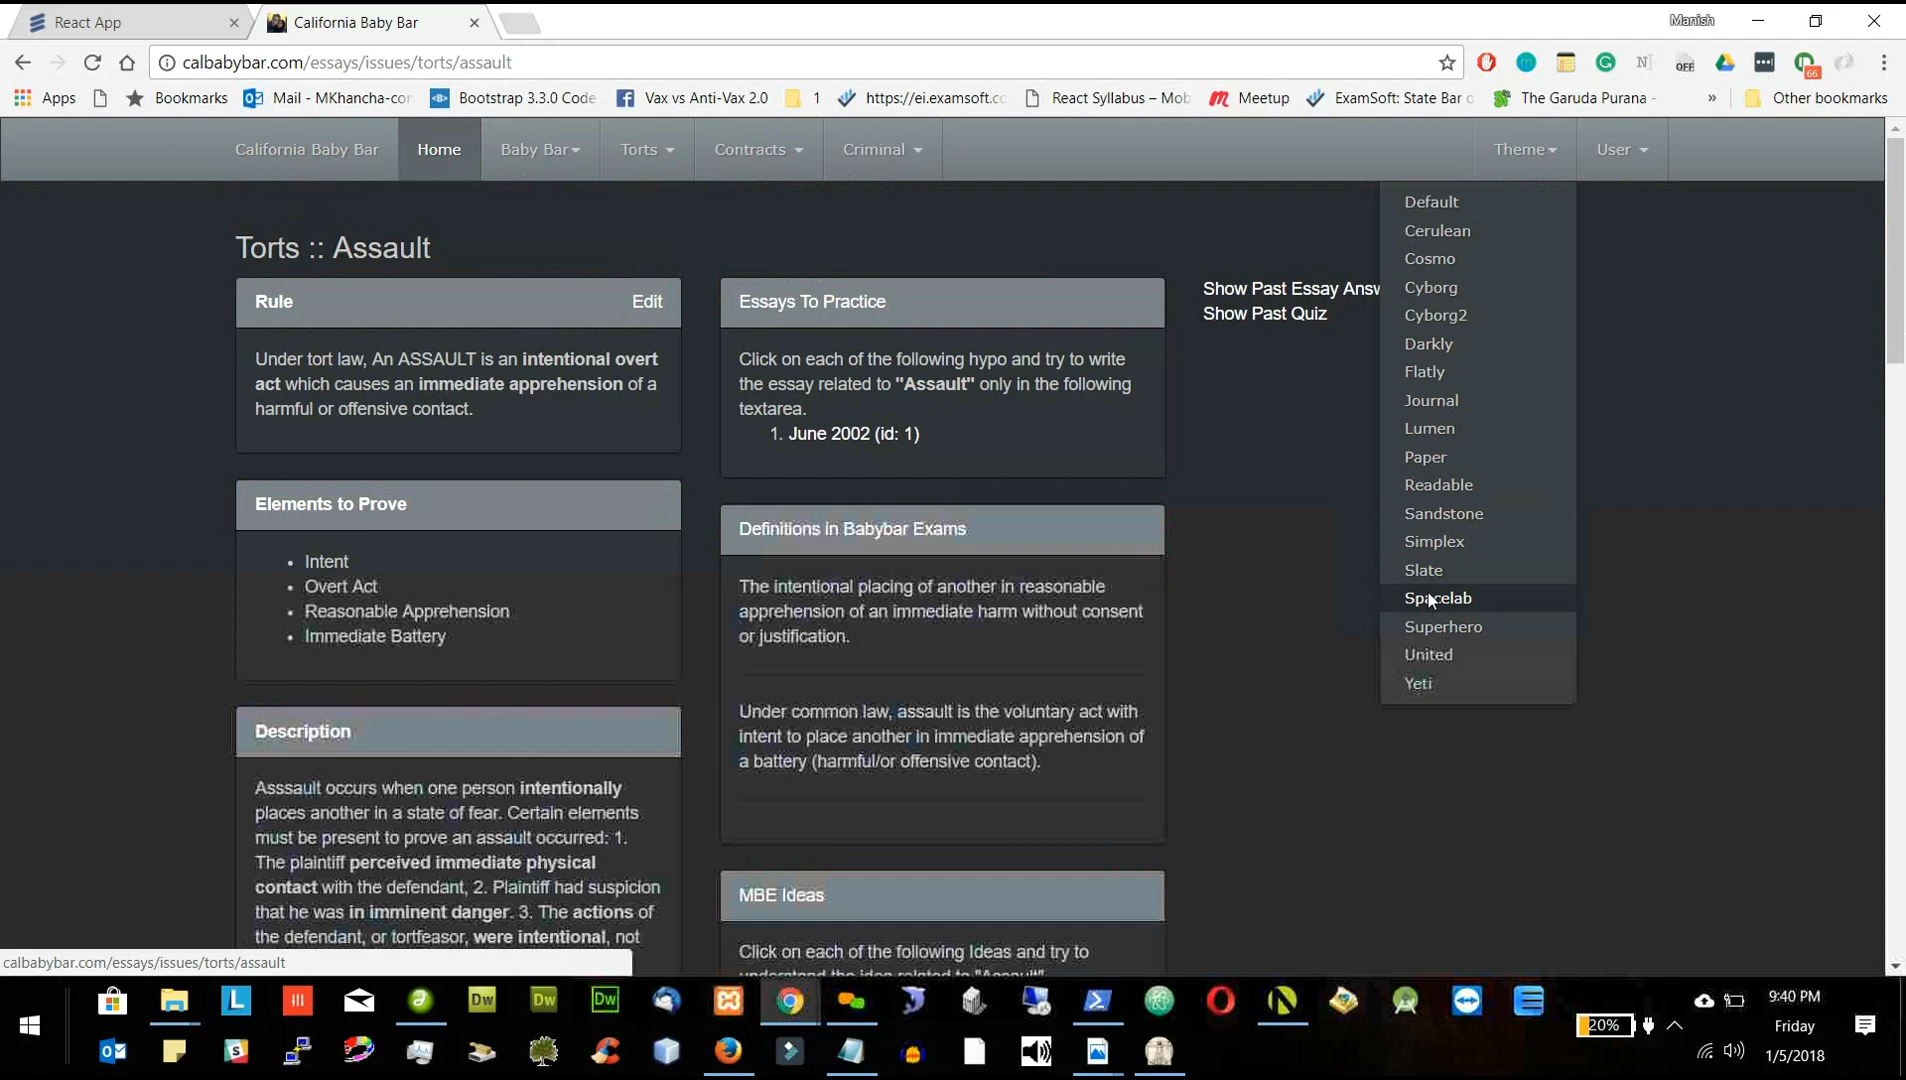 React App
California Baby Bar
Manish
calbabybar.com/essays/issues/torts/assault
OFF
66
Apps
Bookmarks
Mail - MKhancha-cor
Bootstrap 3.3.0 Code
Vax vs Anti-Vax 2.0
1
https://ei.examsoft.cc
React Syllabus – Mob
Meetup
ExamSoft: State Bar o
The Garuda Purana -
»
Other bookmarks
California Baby Bar
Home
Baby Bar
Torts
Contracts
Criminal
Theme
User
Default
Cerulean
Cosmo
Cyborg
Cyborg2
Darkly
Flatly
Journal
Lumen
Paper
Readable
Sandstone
Simplex
Slate
Spacelab
Superhero
United
Yeti
Torts :: Assault
Rule
Edit
Under tort law, An ASSAULT is an intentional overt
act which causes an immediate apprehension of a
harmful or offensive contact.
Elements to Prove
• Intent
• Overt Act
• Reasonable Apprehension
• Immediate Battery
Description
Asssault occurs when one person intentionally
places another in a state of fear. Certain elements
must be present to prove an assault occurred: 1.
The plaintiff perceived immediate physical
contact with the defendant, 2. Plaintiff had suspicion
that he was in imminent danger. 3. The actions of
the defendant, or tortfeasor, were intentional, not
Essays To Practice
Click on each of the following hypo and try to write
the essay related to "Assault" only in the following
textarea.
1. June 2002 (id: 1)
Definitions in Babybar Exams
The intentional placing of another in reasonable
apprehension of an immediate harm without consent
or justification.
Under common law, assault is the voluntary act with
intent to place another in immediate apprehension of
a battery (harmful/or offensive contact).
MBE Ideas
Click on each of the following Ideas and try to
understand the idea related to "Assault"
Show Past Essay Answ
Show Past Quiz
calbabybar.com/essays/issues/torts/assault
L
Dw
Dw
Dw
20%
9:40 PM
Friday
1/5/2018